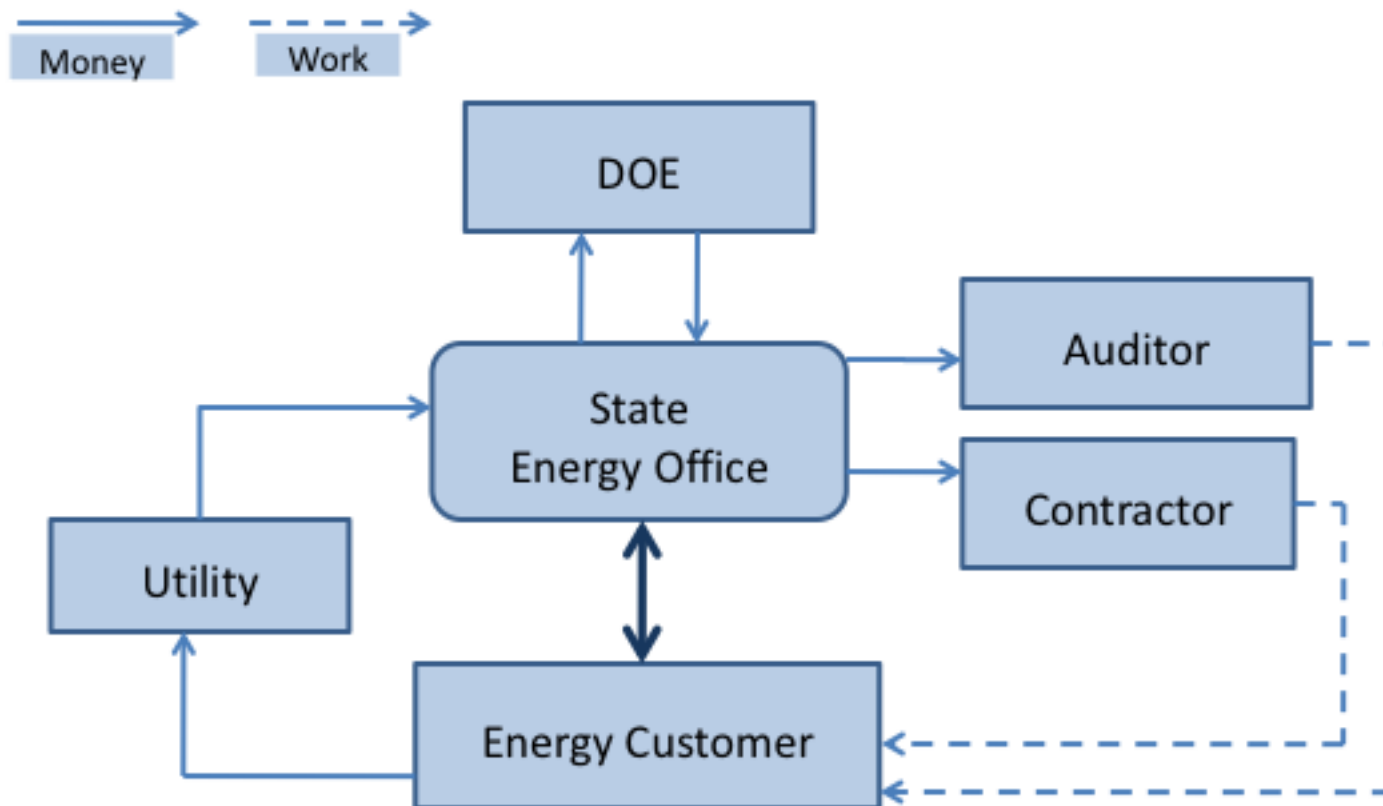 Money
Work
DOE
State
Energy Office
Auditor
Contractor
Utility
Energy Customer